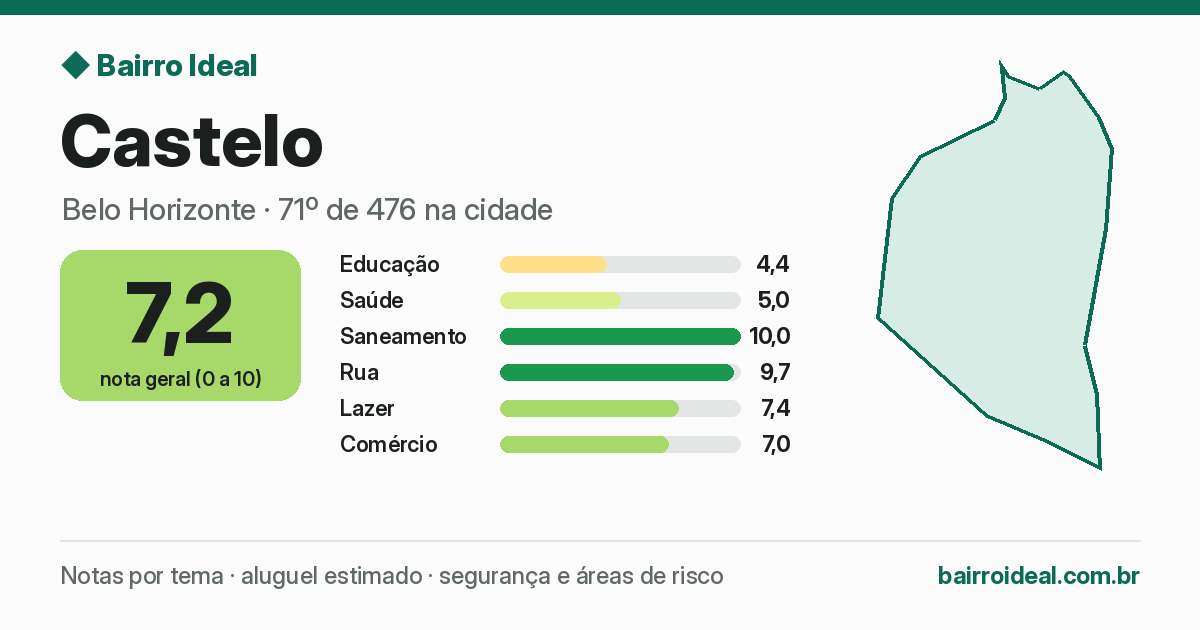 Bairro Ideal
Castelo
Belo Horizonte · 71º de 476 na cidade
7,2
nota geral (0 a 10)
Educação 4,4
Saúde 5,0
Saneamento 10,0
Rua 9,7
Lazer 7,4
Comércio 7,0
Notas por tema · aluguel estimado · segurança e áreas de risco
bairroideal.com.br